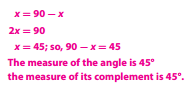 x = 90 − x
2x = 90
x = 45; so, 90 − x = 45
The measure of the angle is 45°
the measure of its complement is 45°.